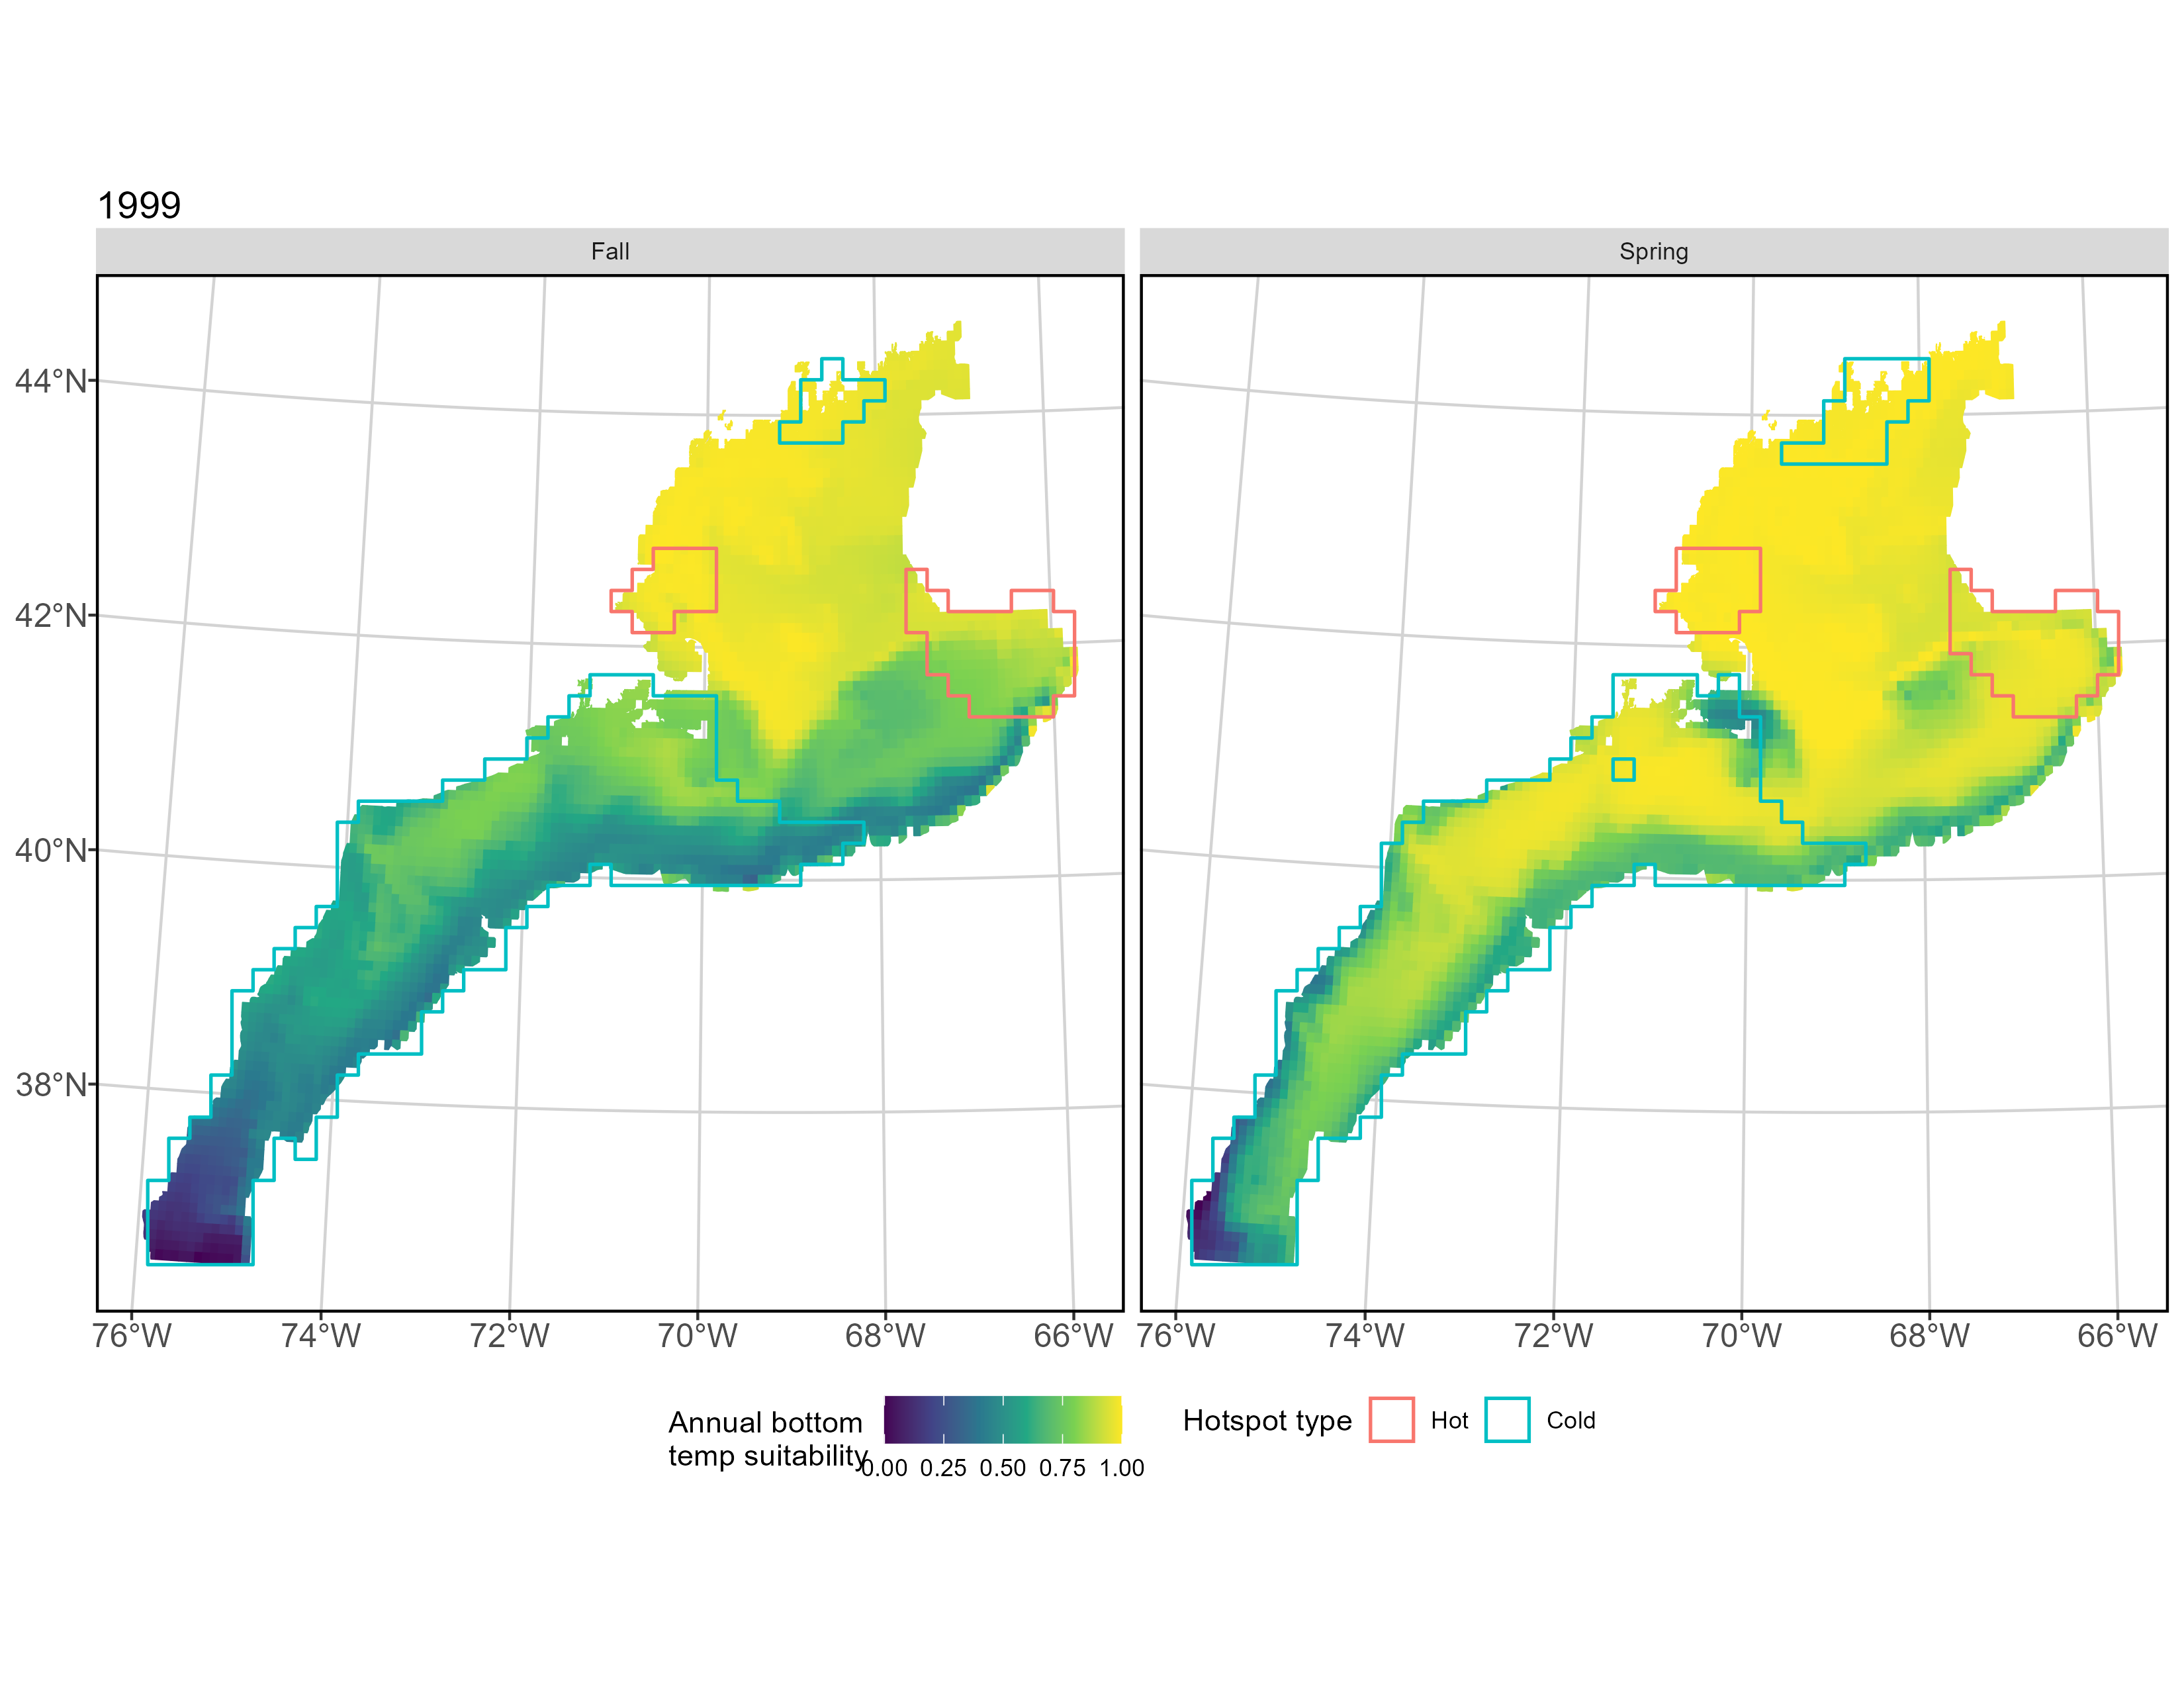 1999
Fall
Spring
44°N
42°N
40°N
38°N
76°W 74°W 72°W 70°W 68°W 66°W
76°W 74°W 72°W 70°W 68°W 66°W
Annual bottom
temp suitability
0.00 0.25 0.50 0.75 1.00
Hotspot type
Hot
Cold